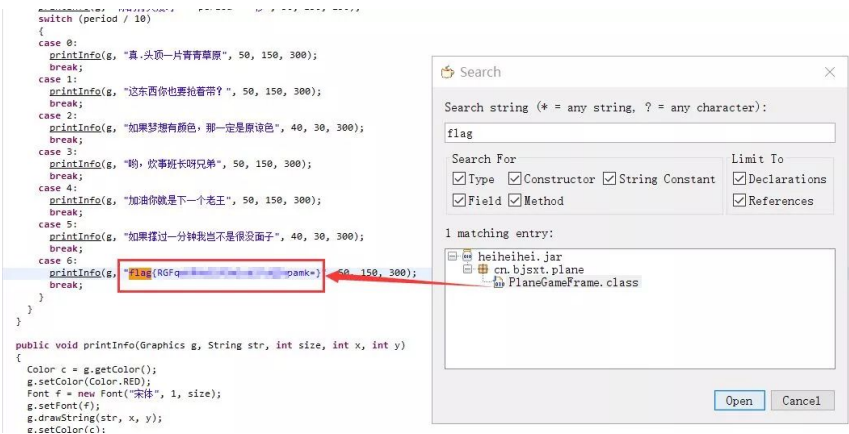 switch (period / 10)
{
case 0:
printInfo(g, "真.头顶一片青青草原", 50, 150, 300);
break;
case 1:
printInfo(g, "这东西你也要抢着带?", 50, 150, 300);
break;
case 2:
printInfo(g, "如果梦想有颜色，那一定是原谅色", 40, 30, 300);
break;
case 3:
printInfo(g, "哟，炊事班长呀兄弟", 50, 150, 300);
break;
case 4:
printInfo(g, "加油你就是下一个老王", 50, 150, 300);
break;
case 5:
printInfo(g, "如果撑过一分钟我岂不是很没面子", 40, 30, 300);
break;
case 6:
printInfo(g, "flag{RGFq pamk=} 50, 150, 300);
break;
}
}
}
public void printInfo(Graphics g, String str, int size, int x, int y)
{
Color c = g.getColor();
g.setColor(Color.RED);
Font f = new Font("宋体", 1, size);
g.setFont(f);
g.drawString(str, x, y);
g.setColor(c);
Search
Search string (* = any string, ? = any character):
flag
Search For
Type Constructor String Constant
Field Method
Limit To
Declarations
References
1 matching entry:
heiheihei.jar
cn.bjsxt.plane
PlaneGameFrame.class
Open Cancel